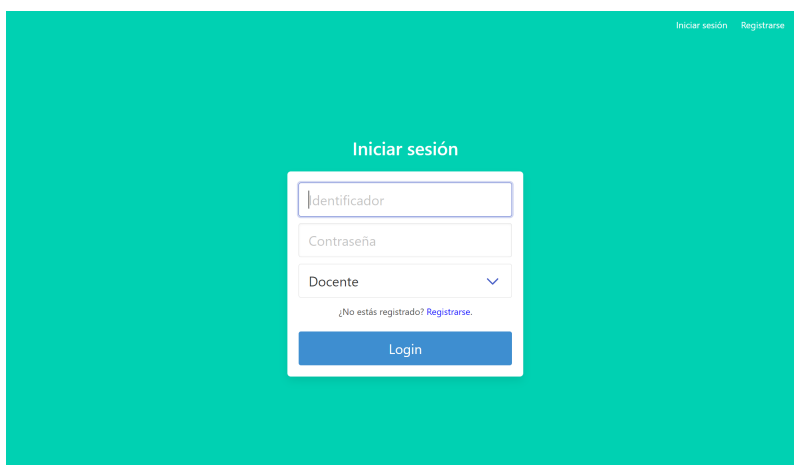 Iniciar sesión Registrarse
Iniciar sesión
Identificador
Contraseña
Docente
¿No estás registrado? Registrarse.
Login